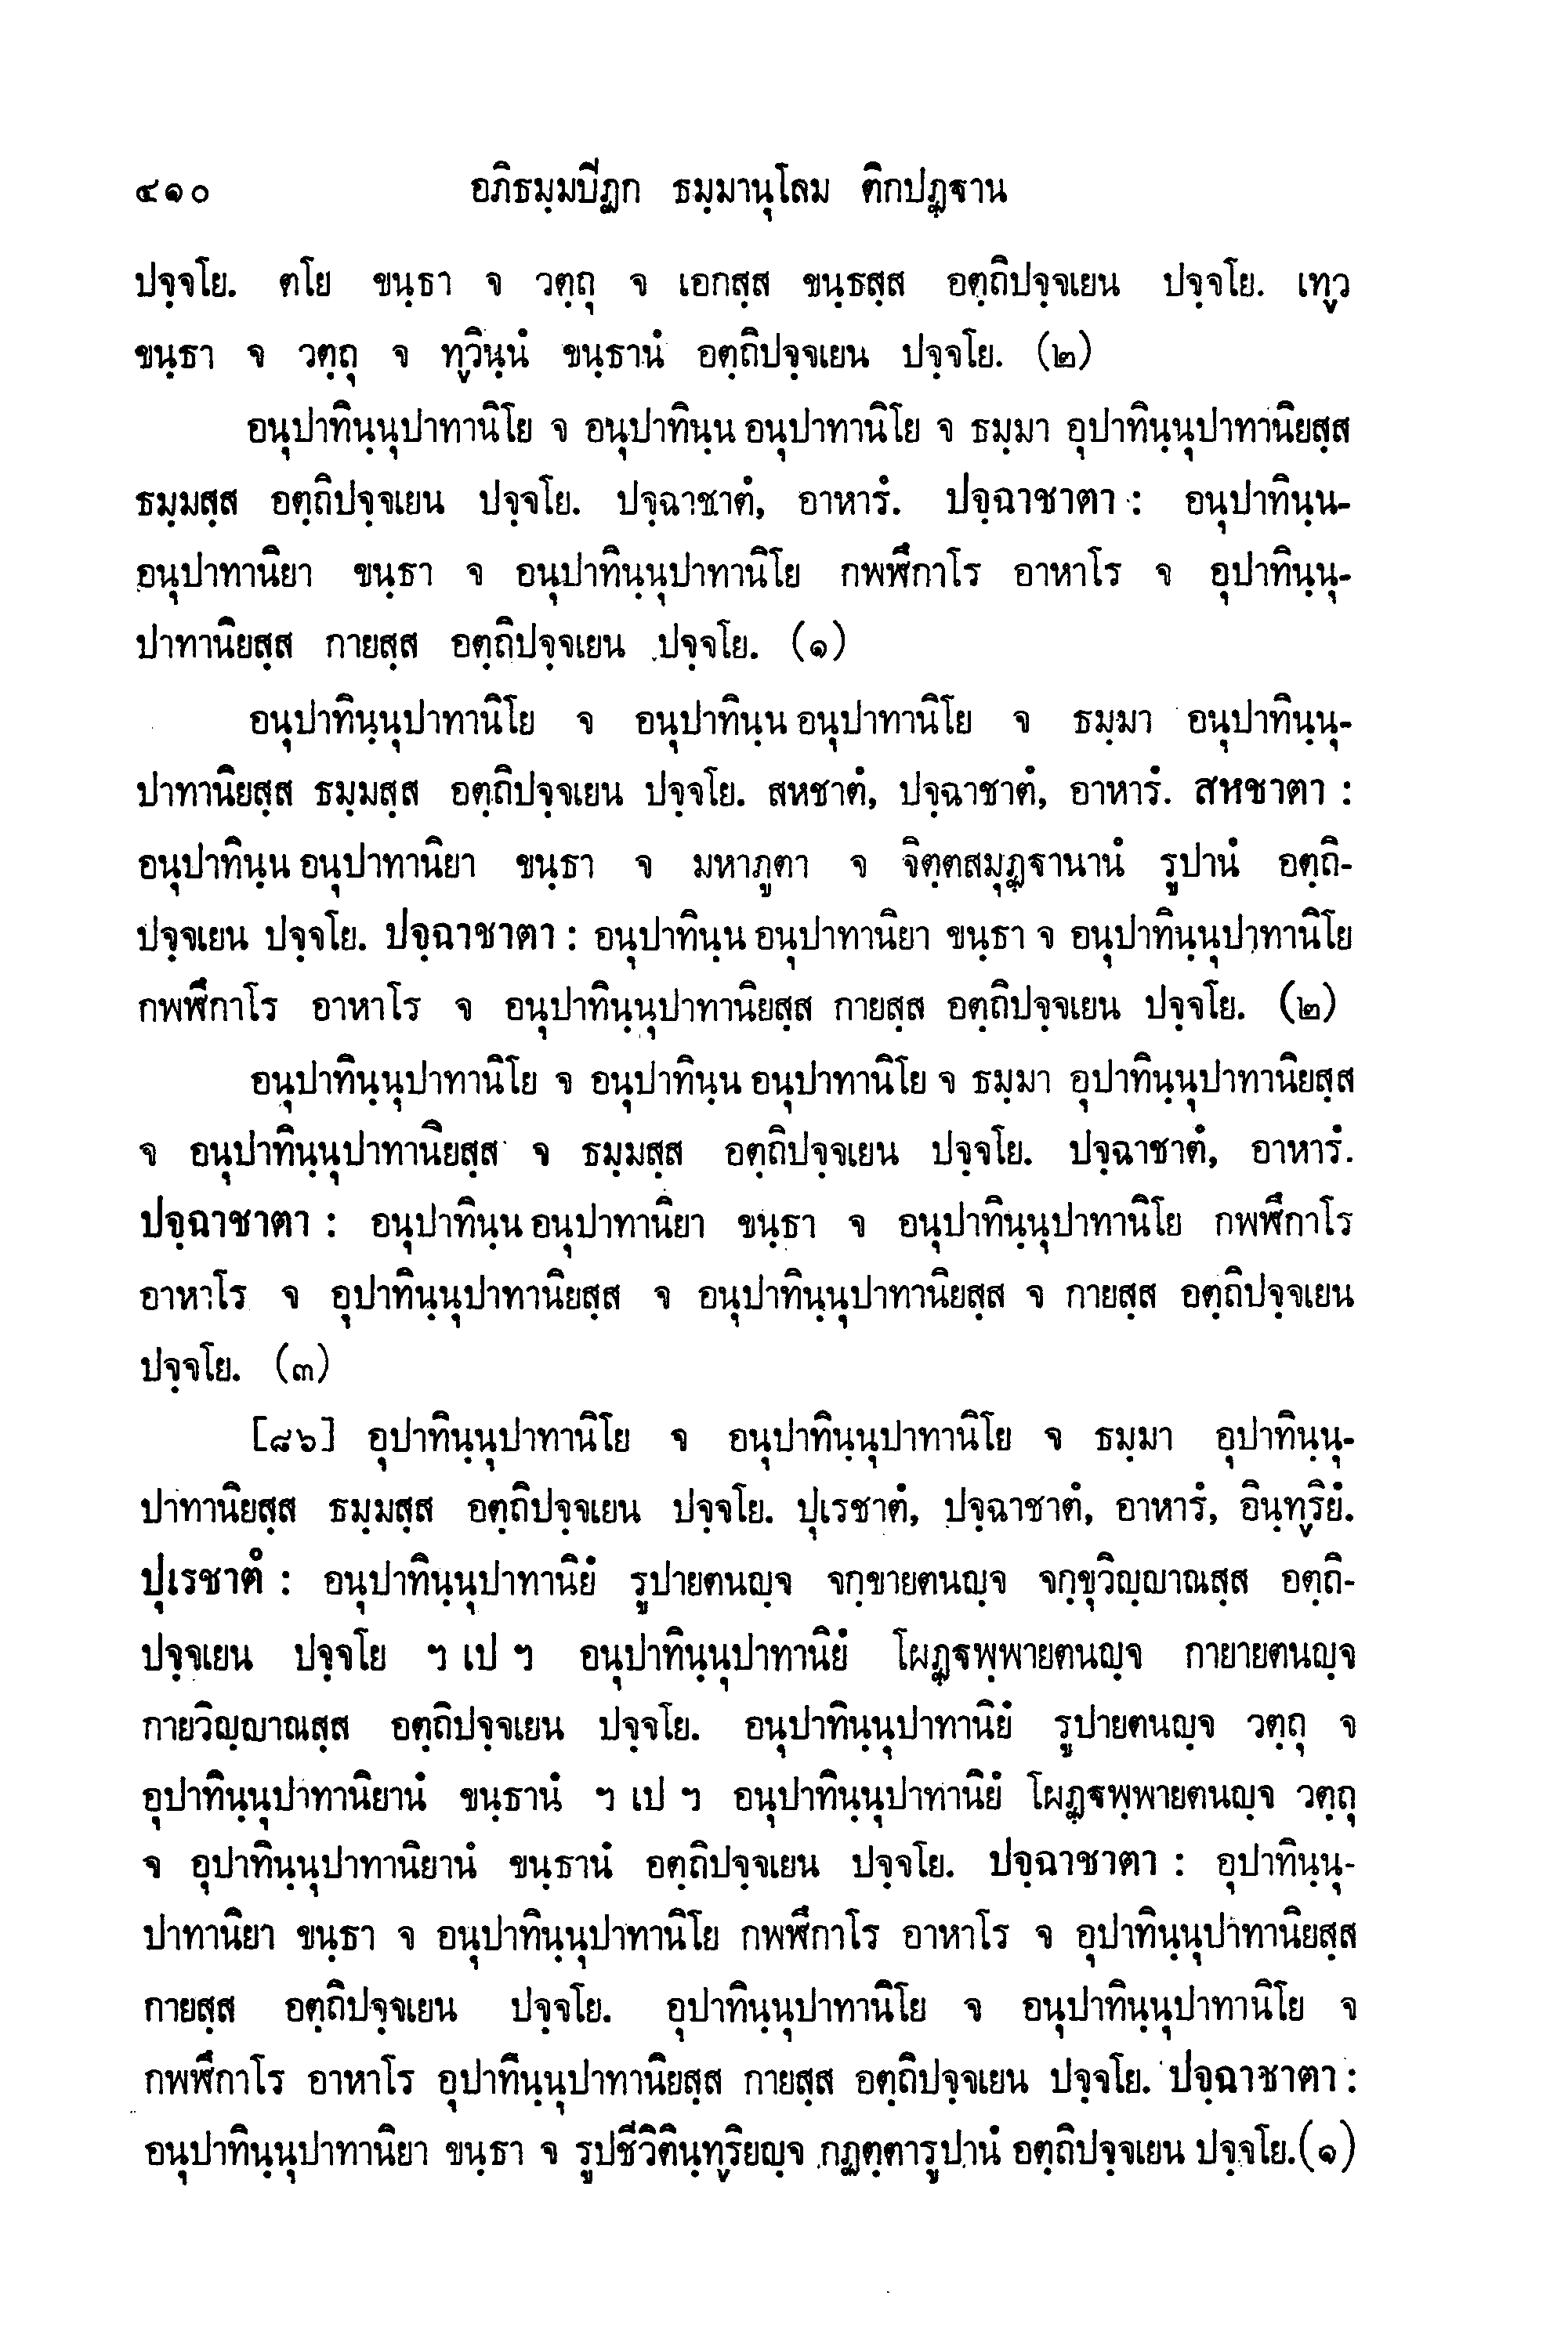 ๔๑๐ อภิธมฺมปีฏก ธมฺมานุโลม ติกปฏฺฐาน
ปจฺจโย. ตโย ขนฺธา จ วตฺถุ จ เอกสฺส ขนฺธสฺส อตฺถิปจฺจเยน ปจฺจโย. เทฺว
ขนฺธา จ วตฺถุ จ ทฺวินฺนํ ขนฺธานํ อตฺถิปจฺจเยน ปจฺจโย. (๒)
อนุปาทินฺนุปาทานิโย จ อนุปาทินฺน อนุปาทานิโย จ ธมฺมา อุปาทินฺนุปาทานิยสฺส
ธมฺมสฺส อตฺถิปจฺจเยน ปจฺจโย. ปจฺฉาชาตํ, อาหารํ. ปจฺฉาชาตา : อนุปาทินฺน-
อนุปาทานิยา ขนฺธา จ อนุปาทินฺนุปาทานิโย กพฬีกาโร อาหาโร จ อุปาทินฺนุ-
ปาทานิยสฺส กายสฺส อตฺถิปจฺจเยน ปจฺจโย. (๑)
อนุปาทินฺนุปาทานิโย จ อนุปาทินฺน อนุปาทานิโย จ ธมฺมา อนุปาทินฺนุ-
ปาทานิยสฺส ธมฺมสฺส อตฺถิปจฺจเยน ปจฺจโย. สหชาตํ, ปจฺฉาชาตํ, อาหารํ. สหชาตา :
อนุปาทินฺน อนุปาทานิยา ขนฺธา จ มหาภูตา จ จิตฺตสมุฏฺฐานานํ รูปานํ อตฺถิ-
ปจฺจเยน ปจฺจโย. ปจฺฉาชาตา : อนุปาทินฺน อนุปาทานิยา ขนฺธา จ อนุปาทินฺนุปาทานิโย
กพฬีกาโร อาหาโร จ อนุปาทินฺนุปาทานิยสฺส กายสฺส อตฺถิปจฺจเยน ปจฺจโย. (๒)
อนุปาทินฺนุปาทานิโย จ อนุปาทินฺน อนุปาทานิโย จ ธมฺมา อุปาทินฺนุปาทานิยสฺส
จ อนุปาทินฺนุปาทานิยสฺส จ ธมฺมสฺส อตฺถิปจฺจเยน ปจฺจโย. ปจฺฉาชาตํ, อาหารํ.
ปจฺฉาชาตา : อนุปาทินฺน อนุปาทานิยา ขนฺธา จ อนุปาทินฺนุปาทานิโย กพฬีกาโร
อาหาโร จ อุปาทินฺนุปาทานิยสฺส จ อนุปาทินฺนุปาทานิยสฺส จ กายสฺส อตฺถิปจฺจเยน
ปจฺจโย. (๓)
[๘๖] อุปาทินฺนุปาทานิโย จ อนุปาทินฺนุปาทานิโย จ ธมฺมา อุปาทินฺนุ-
ปาทานิยสฺส ธมฺมสฺส อตฺถิปจฺจเยน ปจฺจโย. ปุเรชาตํ, ปจฺฉาชาตํ, อาหารํ, อินฺทฺริยํ.
ปุเรชาตํ : อนุปาทินฺนุปาทานิยํ รูปายตนญฺจ จกฺขายตนญฺจ จกฺขุวิญฺญาณสฺส อตฺถิ-
ปจฺจเยน ปจฺจโย ฯ เป ฯ อนุปาทินฺนุปาทานิยํ โผฏฺฐพฺพายตนญฺจ กายายตนญฺจ
กายวิญฺญาณสฺส อตฺถิปจฺจเยน ปจฺจโย. อนุปาทินฺนุปาทานิยํ รูปายตนญฺจ วตฺถุ จ
อุปาทินฺนุปาทานิยานํ ขนฺธานํ ฯ เป ฯ อนุปาทินฺนุปาทานิยํ โผฏฺฐพฺพายตนญฺจ วตฺถุ
จ อุปาทินฺนุปาทานิยานํ ขนฺธานํ อตฺถิปจฺจเยน ปจฺจโย. ปจฺฉาชาตา : อุปาทินฺนุ-
ปาทานิยา ขนฺธา จ อนุปาทินฺนุปาทานิโย กพฬีกาโร อาหาโร จ อุปาทินฺนุปาทานิยสฺส
กายสฺส อตฺถิปจฺจเยน ปจฺจโย. อุปาทินฺนุปาทานิโย จ อนุปาทินฺนุปาทานิโย จ
กพฬีกาโร อาหาโร อุปาทินฺนุปาทานิยสฺส กายสฺส อตฺถิปจฺจเยน ปจฺจโย. ปจฺฉาชาตา :
อนุปาทินฺนุปาทานิยา ขนฺธา จ รูปชีวิตินฺทฺริยญฺจ กฏตฺตารูปานํ อตฺถิปจฺจเยน ปจฺจโย.(๑)